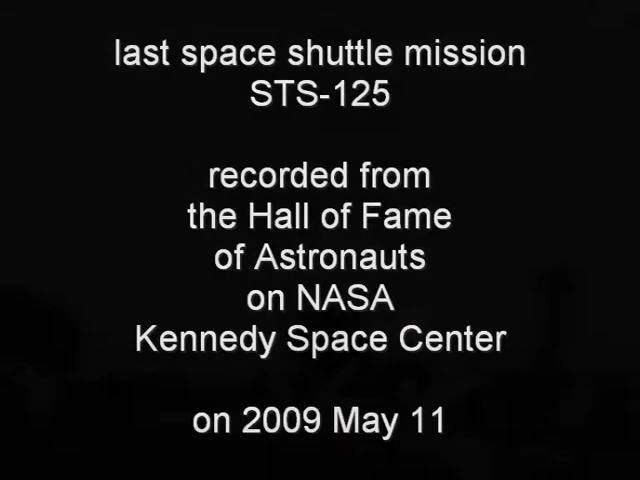 last space shuttle mission
STS-125
recorded from
the Hall of Fame
of Astronauts
on NASA
Kennedy Space Center
on 2009 May 11